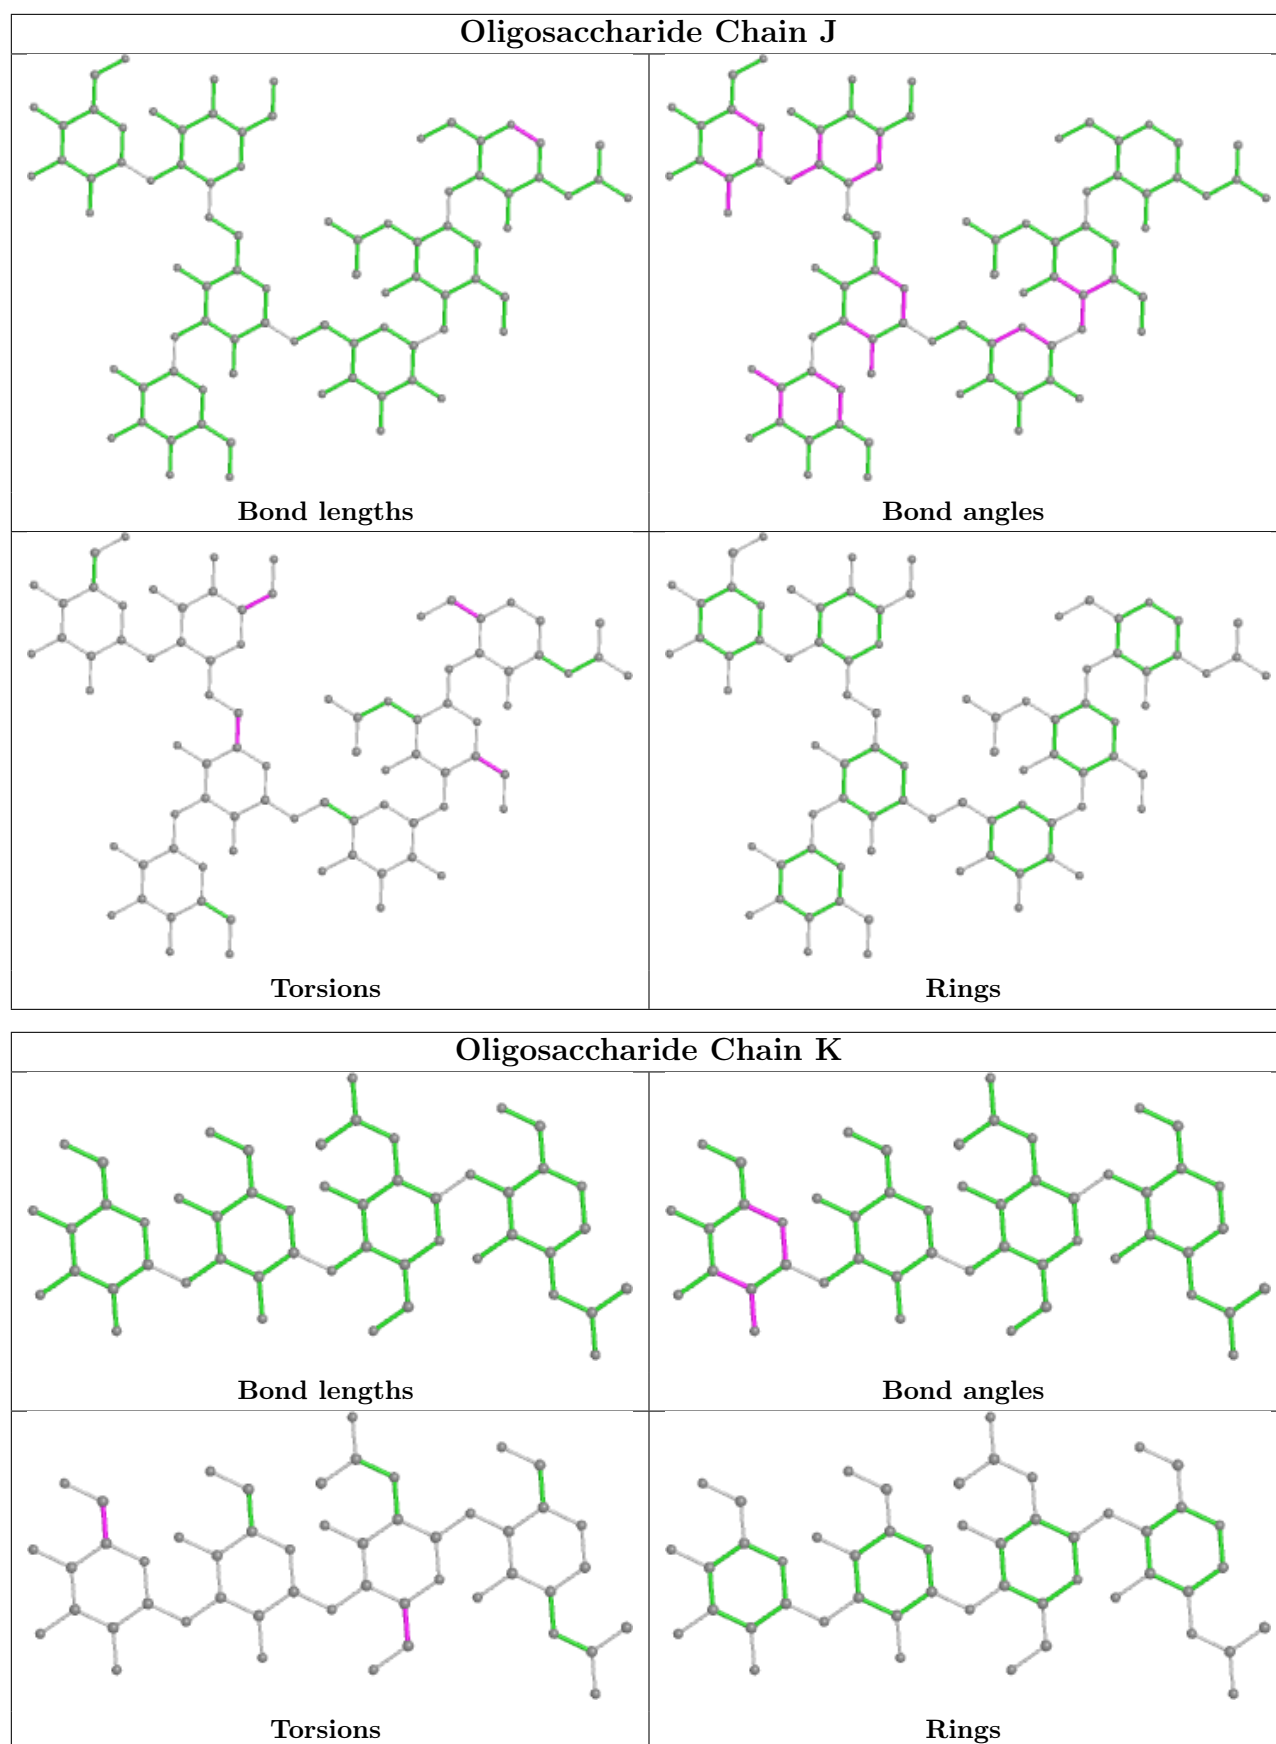 Oligosaccharide Chain J
Bond lengths
Bond angles
Torsions
Rings
Oligosaccharide Chain K
Bond lengths
Bond angles
Torsions
Rings